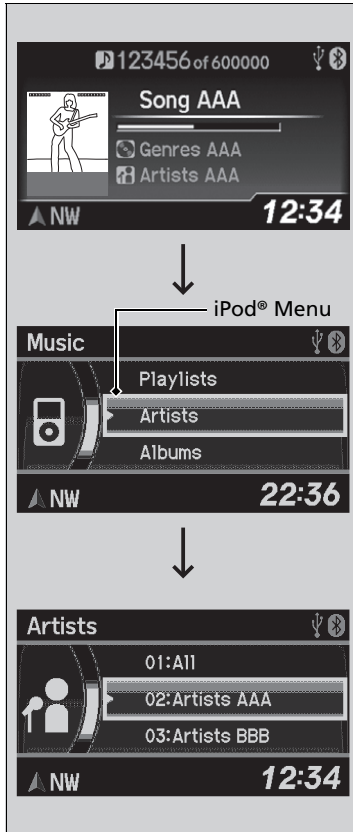 123456 of 600000
Song AAA
Genres AAA
Artists AAA
NW
12:34
iPod® Menu
Music
Playlists
Artists
Albums
NW
22:36
Artists
01:All
02:Artists AAA
03:Artists BBB
NW
12:34